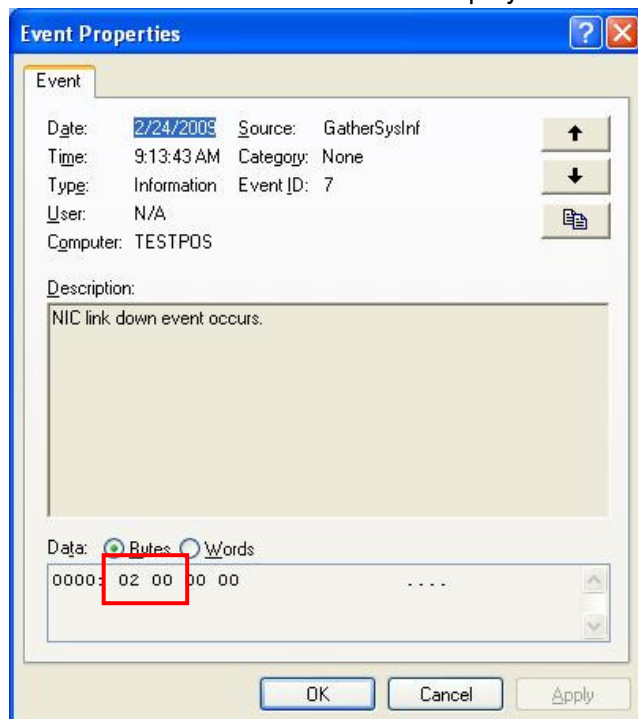 Event Properties
Event
Date: 2/24/2009 Source: GatherSysInf
Time: 9:13:43 AM Category: None
Type: Information Event ID: 7
User: N/A
Computer: TESTPOS
Description:
NIC link down event occurs.
Data: Bytes Words
0000: 02 00 00 00 ....
OK Cancel Apply